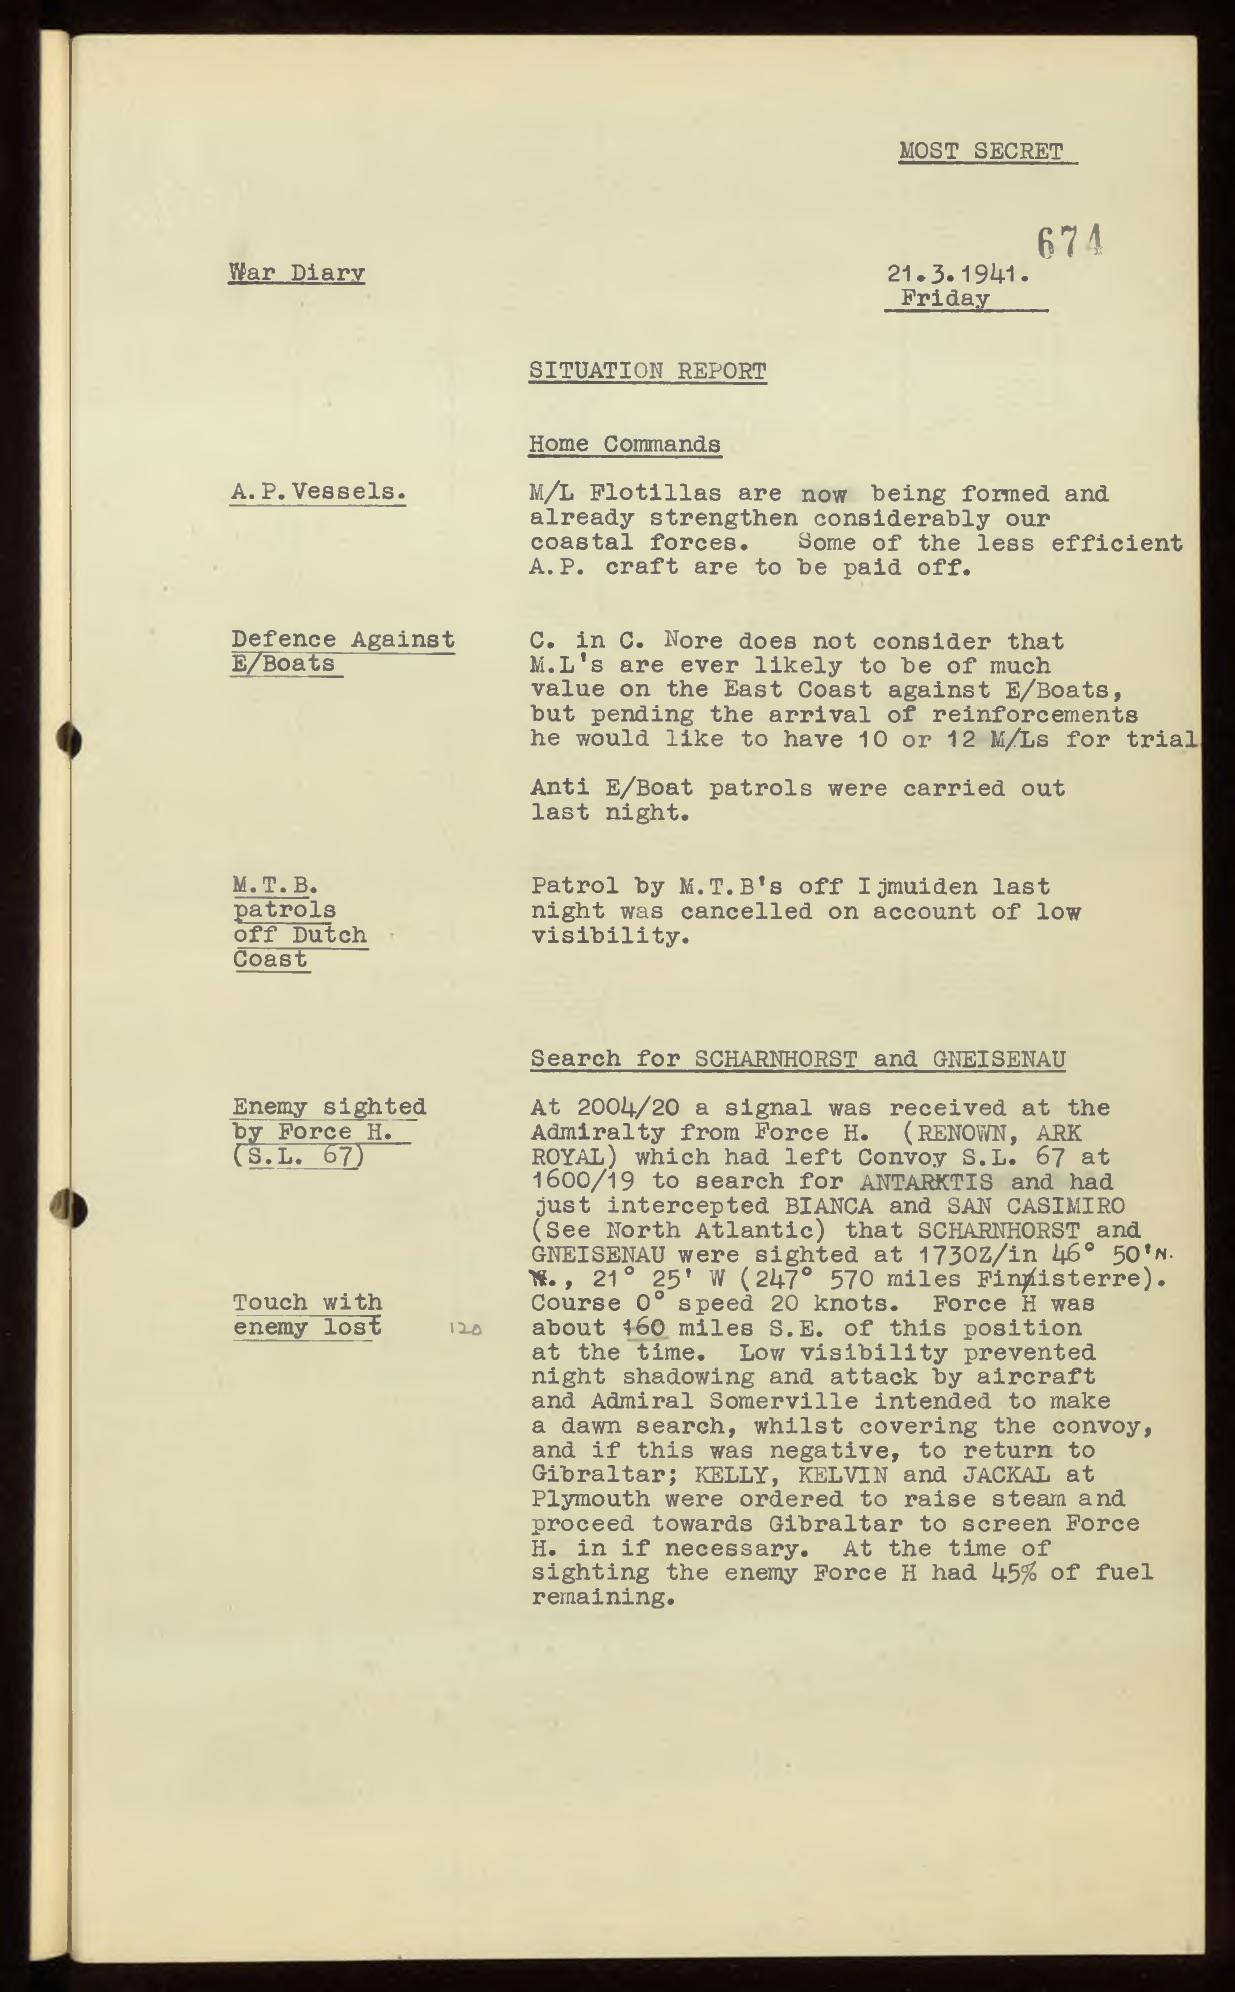 MOST SECRET
674
War Diary
21.3.1941.
Friday
SITUATION REPORT
Home Commands
A.P.Vessels.
M/L Flotillas are now being formed and
already strengthen considerably our
coastal forces. Some of the less efficient
A.P. craft are to be paid off.
Defence Against
E/Boats
C. in C. Nore does not consider that
M.L's are ever likely to be of much
value on the East Coast against E/Boats,
but pending the arrival of reinforcements
he would like to have 10 or 12 M/Ls for trial
Anti E/Boat patrols were carried out
last night.
M.T.B.
patrols
off Dutch
Coast
Patrol by M.T.B's off Ijmuiden last
night was cancelled on account of low
visibility.
Search for SCHARNHORST and GNEISENAU
Enemy sighted
by Force H.
(S.L. 67)
At 2004/20 a signal was received at the
Admiralty from Force H. (RENOWN, ARK
ROYAL) which had left Convoy S.L. 67 at
1600/19 to search for ANTARKTIS and had
just intercepted BIANCA and SAN CASIMIRO
(See North Atlantic) that SCHARNHORST and
GNEISENAU were sighted at 1730Z/in 46° 50'N.
W., 21° 25' W (247° 570 miles Finisterre).
Touch with
enemy lost
120
Course 0° speed 20 knots. Force H was
about 160 miles S.E. of this position
at the time. Low visibility prevented
night shadowing and attack by aircraft
and Admiral Somerville intended to make
a dawn search, whilst covering the convoy,
and if this was negative, to return to
Gibraltar; KELLY, KELVIN and JACKAL at
Plymouth were ordered to raise steam and
proceed towards Gibraltar to screen Force
H. in if necessary. At the time of
sighting the enemy Force H had 45% of fuel
remaining.